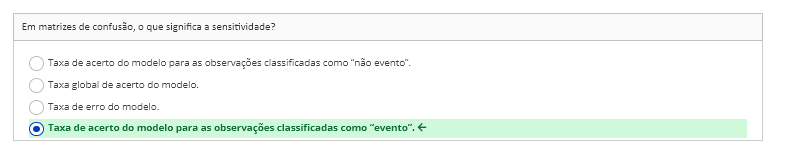 Em matrizes de confusão, o que significa a sensitividade?
Taxa de acerto do modelo para as observações classificadas como "não evento".
Taxa global de acerto do modelo.
Taxa de erro do modelo.
Taxa de acerto do modelo para as observações classificadas como "evento". ←